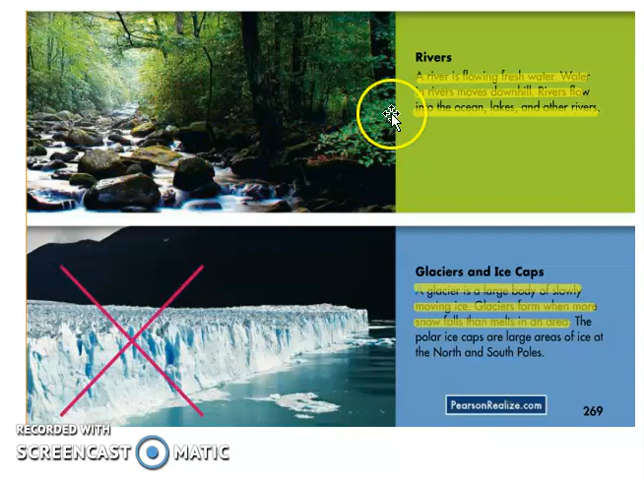 Rivers
A river is flowing fresh water. Water
in rivers moves downhill. Rivers flow
into the ocean, lakes, and other rivers.
Glaciers and Ice Caps
A glacier is a large body of slowly
moving ice. Glaciers form when more
snow falls than melts in an area. The
polar ice caps are large areas of ice at
the North and South Poles.
PearsonRealize.com
269
RECORDED WITH
SCREENCAST MATIC